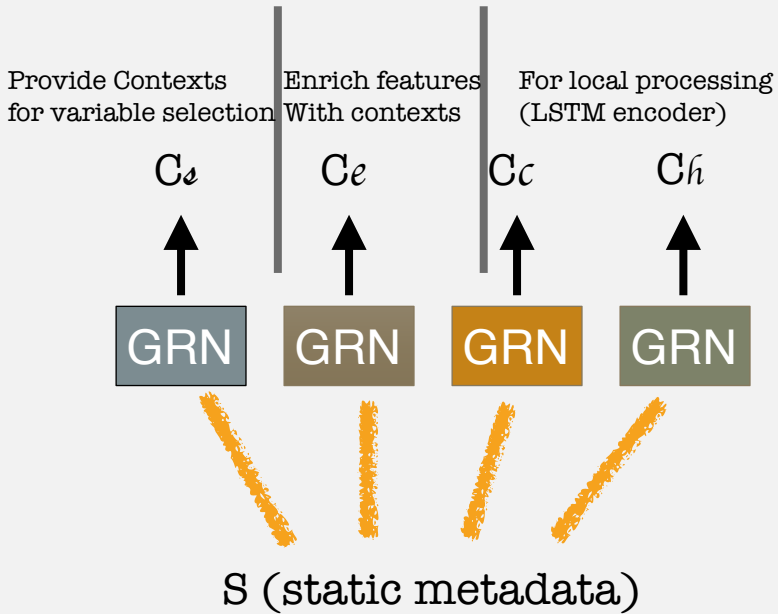 Provide Contexts
for variable selection
Enrich features
With contexts
For local processing
(LSTM encoder)
Cs
Ce
Cc
Ch
GRN
GRN
GRN
GRN
S (static metadata)